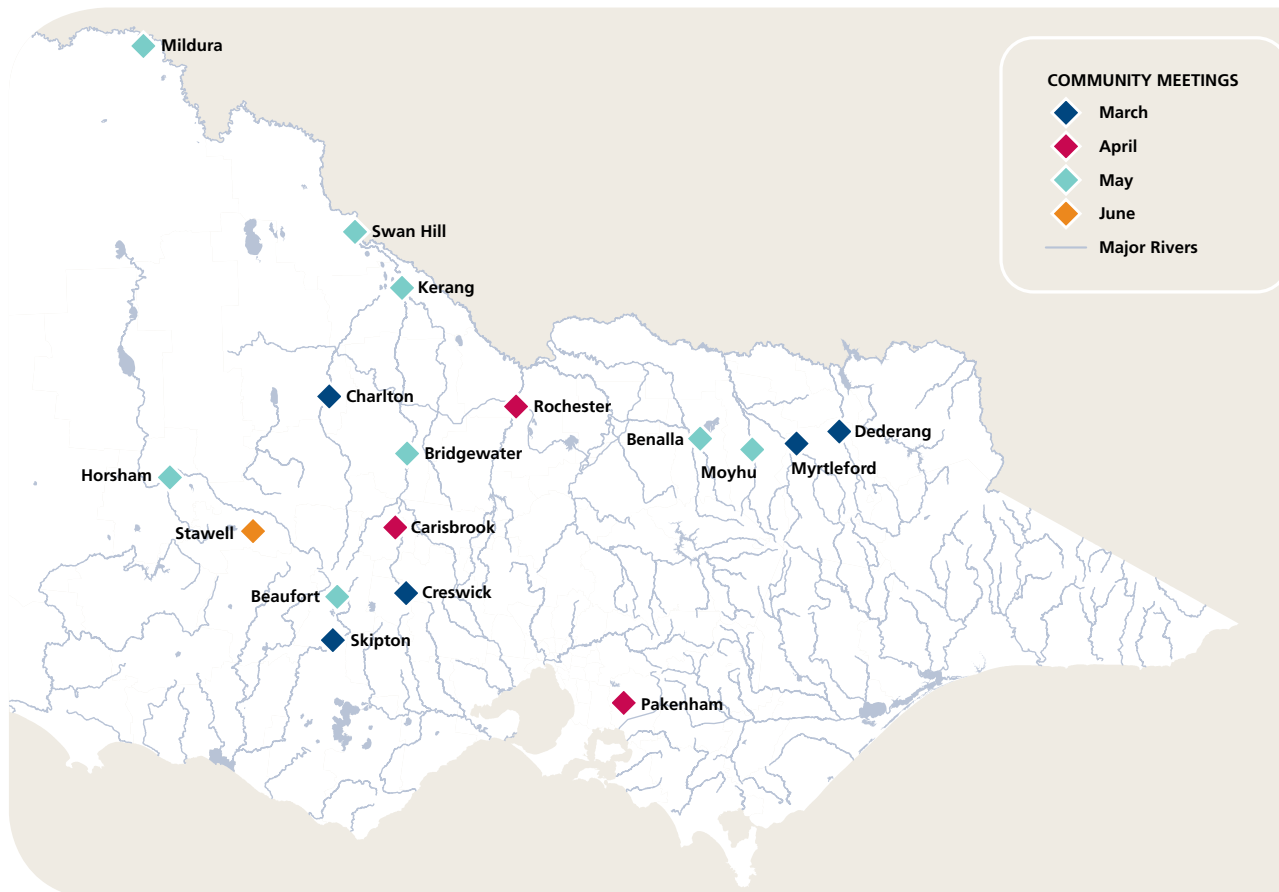 Mildura
COMMUNITY MEETINGS
March
April
May
June
Major Rivers
Swan Hill
Kerang
Charlton
Rochester
Benalla
Dederang
Bridgewater
Moyhu
Myrtleford
Horsham
Stawell
Carisbrook
Beaufort
Creswick
Skipton
Pakenham